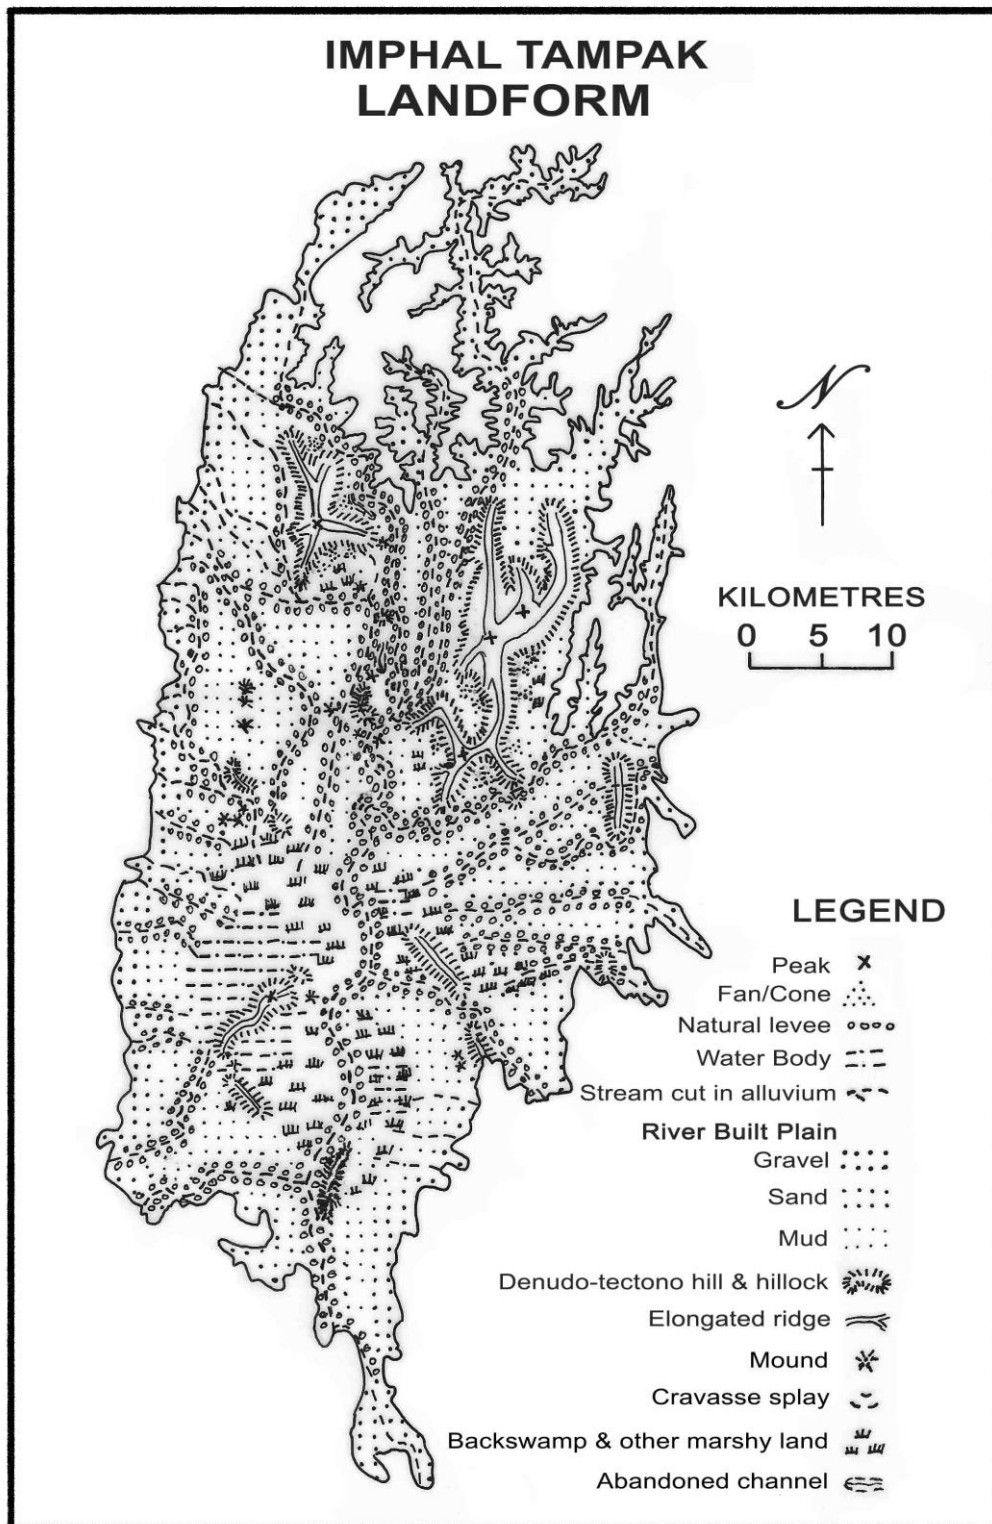 IMPHAL TAMPAK
LANDFORM
N
KILOMETRES
0 5 10
LEGEND
Peak
Fan/Cone
Natural levee
Water Body
Stream cut in alluvium
River Built Plain
Gravel
Sand
Mud
Denudo-tectono hill & hillock
Elongated ridge
Mound
Cravasse splay
Backswamp & other marshy land
Abandoned channel